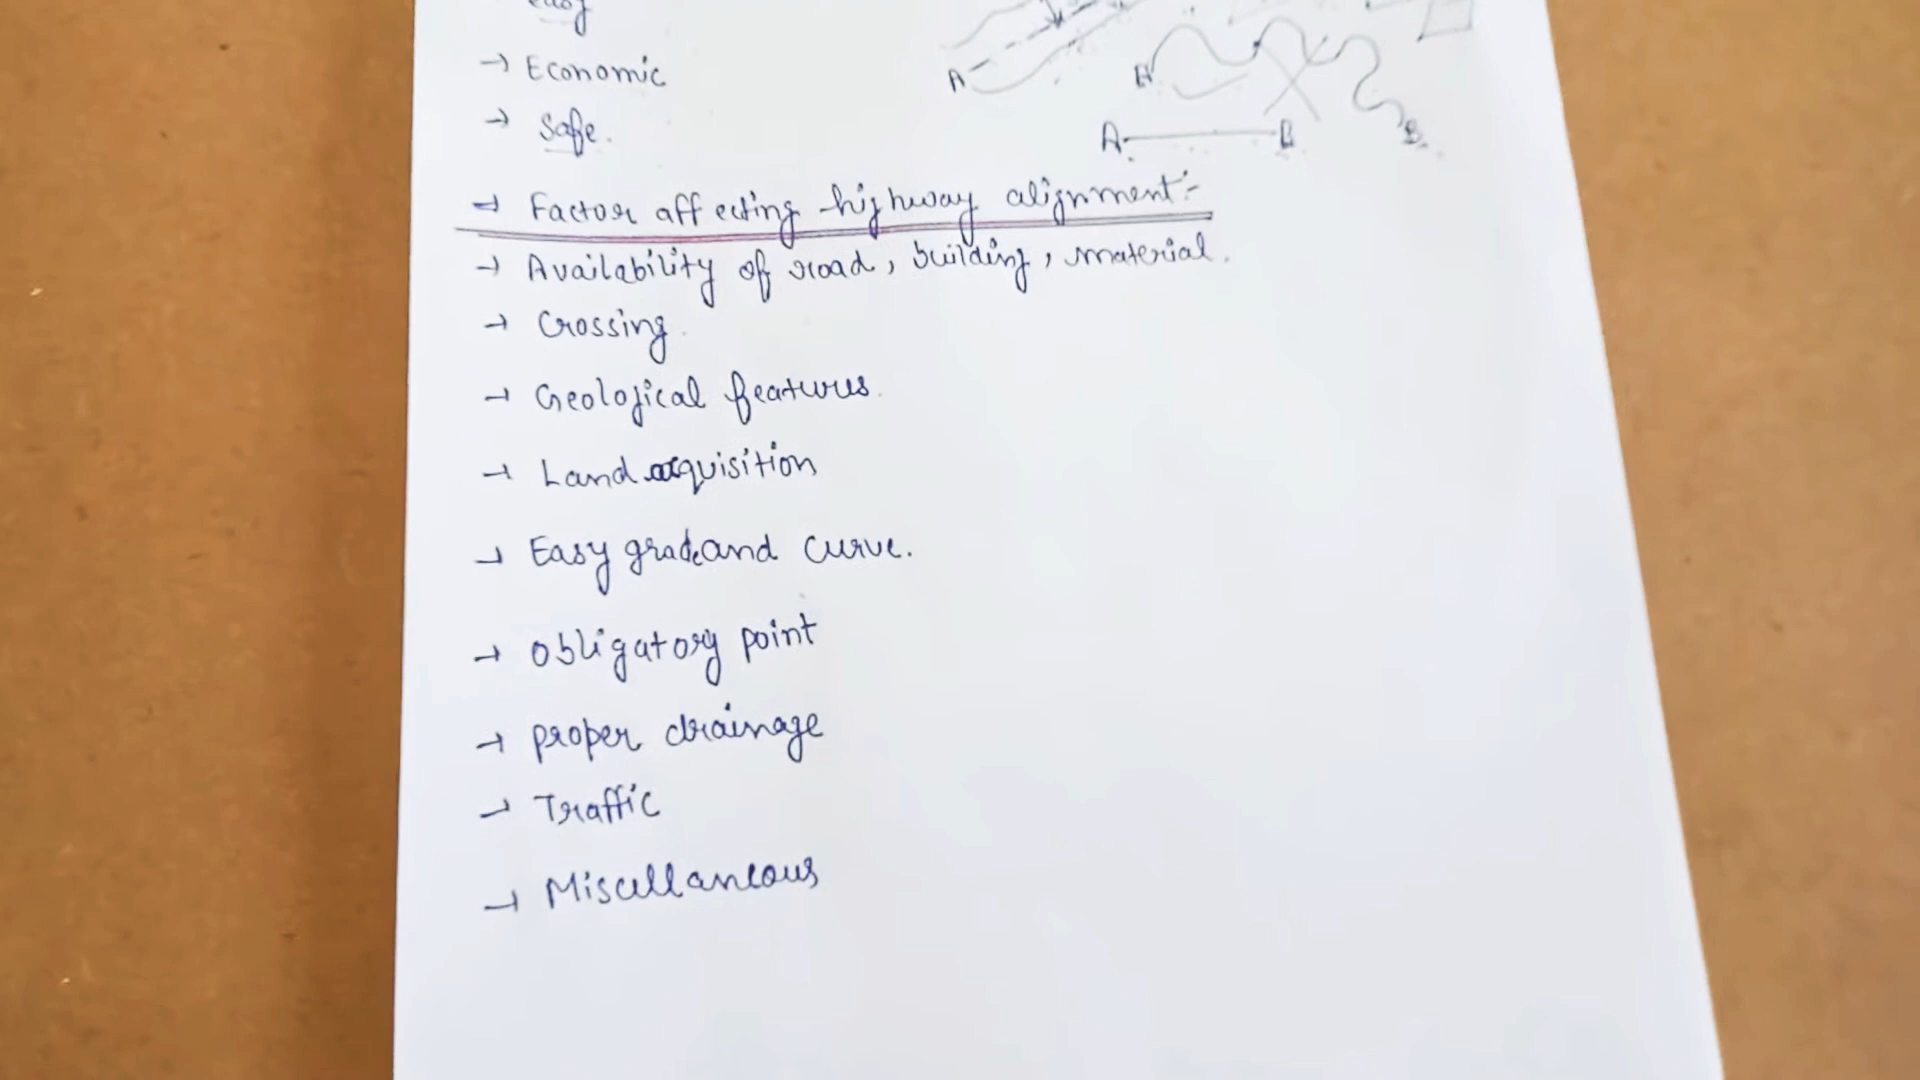 easy
→ Economic
→ Safe.
A
A
B
A B
→ Factor affecting highway alignment:-
→ Availability of road, building, material.
→ Crossing
→ Geological features.
→ Land acquisition
→ Easy grade and curve.
→ Obligatory point
→ proper drainage
→ Traffic
→ Miscellaneous